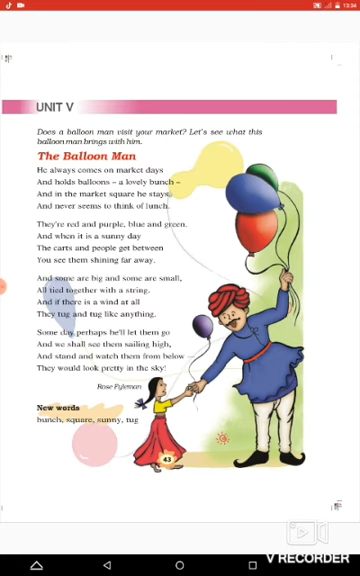 13:34
UNIT V
Does a balloon man visit your market? Let's see what this
balloon man brings with him.
The Balloon Man
He always comes on market days
And holds balloons – a lovely bunch –
And in the market square he stays,
And never seems to think of lunch.
They're red and purple, blue and green.
And when it is a sunny day
The carts and people get between
You see them shining far away.
And some are big and some are small,
All tied together with a string.
And if there is a wind at all
They tug and tug like anything.
Some day perhaps he'll let them go
And we shall see them sailing high,
And stand and watch them from below —
They would look pretty in the sky!
Rose Fyleman
New words
bunch, square, sunny, tug
43
V RECORDER